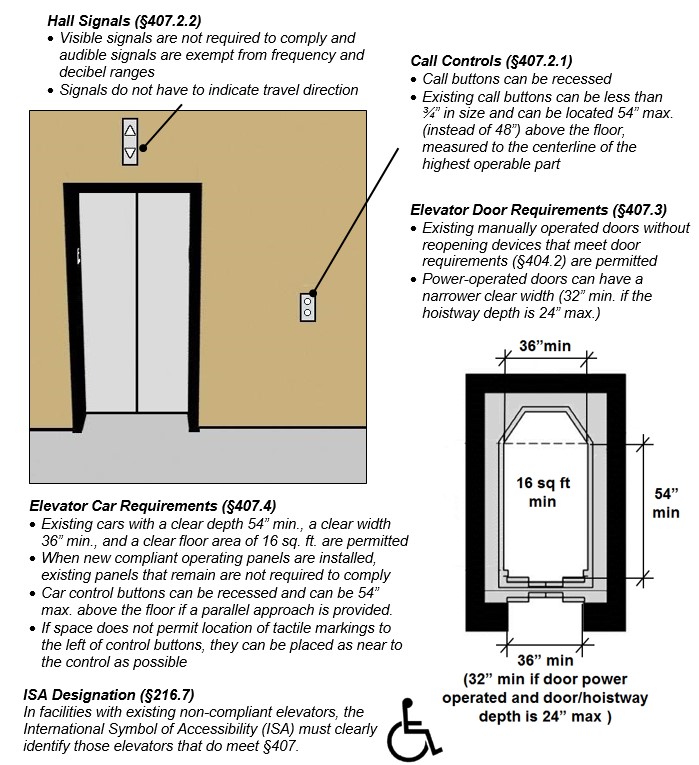 Hall Signals (§407.2.2)
• Visible signals are not required to comply and
audible signals are exempt from frequency and
decibel ranges
• Signals do not have to indicate travel direction
Call Controls (§407.2.1)
• Call buttons can be recessed
• Existing call buttons can be less than
¾” in size and can be located 54” max.
(instead of 48”) above the floor,
measured to the centerline of the
highest operable part
Elevator Door Requirements (§407.3)
• Existing manually operated doors without
reopening devices that meet door
requirements (§404.2) are permitted
• Power-operated doors can have a
narrower clear width (32” min. if the
hoistway depth is 24” max.)
36”min
16 sq ft
min
54”
min
36” min
(32” min if door power
operated and door/hoistway
depth is 24” max )
Elevator Car Requirements (§407.4)
• Existing cars with a clear depth 54” min., a clear width
36” min., and a clear floor area of 16 sq. ft. are permitted
• When new compliant operating panels are installed,
existing panels that remain are not required to comply
• Car control buttons can be recessed and can be 54”
max. above the floor if a parallel approach is provided.
• If space does not permit location of tactile markings to
the left of control buttons, they can be placed as near to
the control as possible
ISA Designation (§216.7)
In facilities with existing non-compliant elevators, the
International Symbol of Accessibility (ISA) must clearly
identify those elevators that do meet §407.